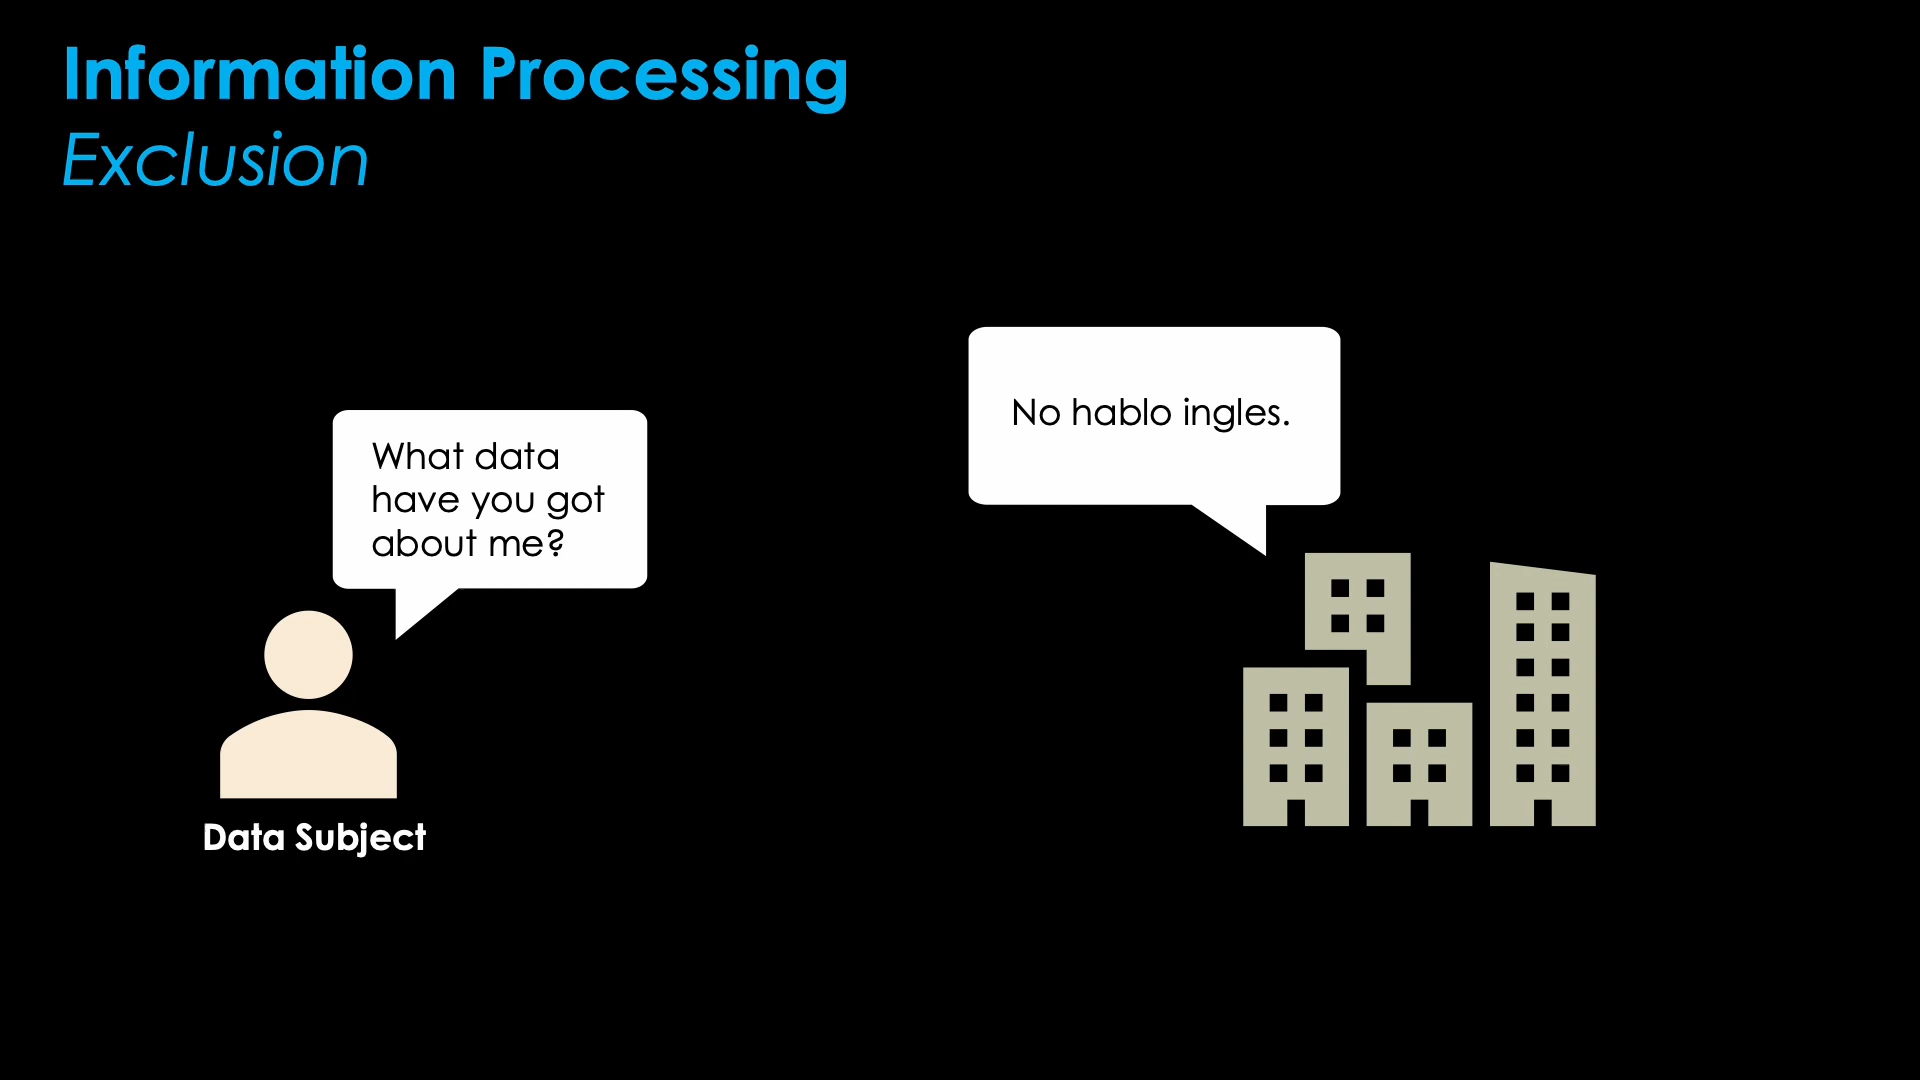 Information Processing
Exclusion
What data
have you got
about me?
No hablo ingles.
Data Subject